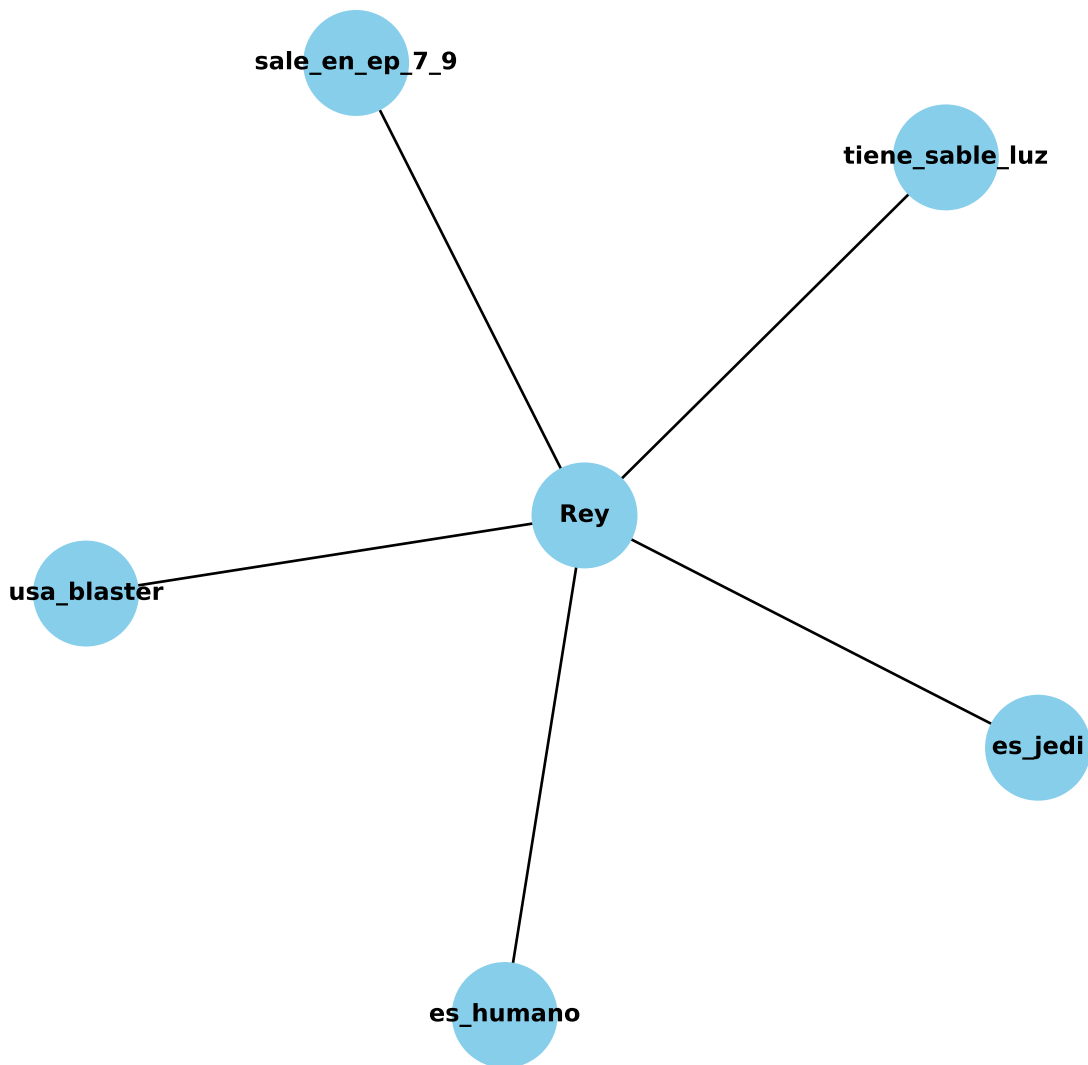 sale_en_ep_7_9
tiene_sable_luz
Rey
usa_blaster
es_jedi
es_humano